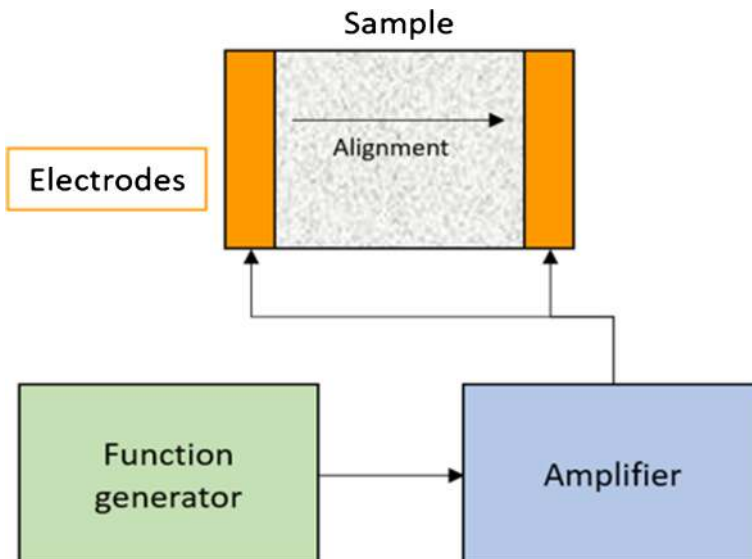 Sample
Alignment
Electrodes
Function
generator
Amplifier